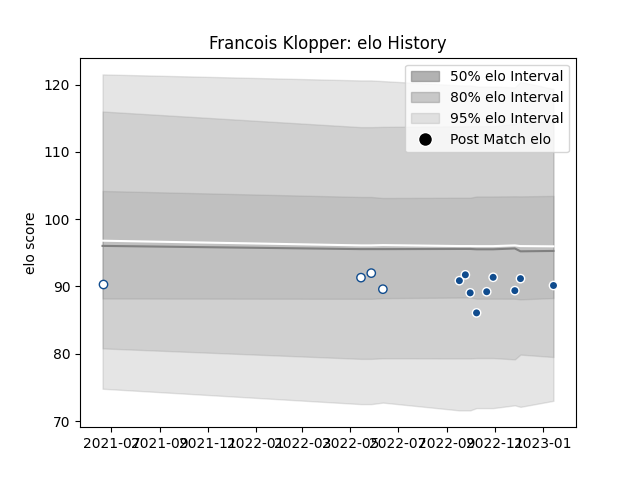 Francois Klopper: elo History
50% elo Interval
80% elo Interval
95% elo Interval
Post Match elo
elo score
120
110
100
90
80
70
2021-07 2021-09 2021-11 2022-01 2022-03 2022-05 2022-07 2022-09 2022-11 2023-01